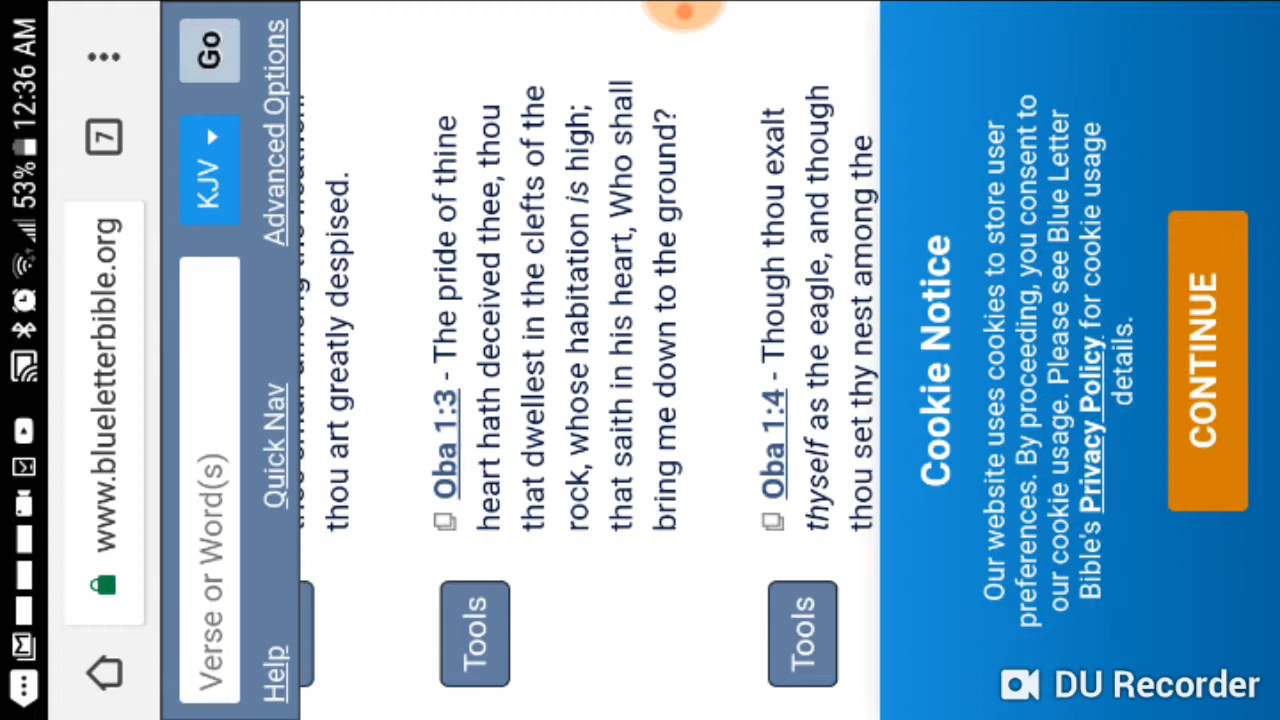 53% 12:36 AM
www.blueletterbible.org
7
Verse or Word(s)
KJV
Go
Help
Quick Nav
Advanced Options
thou art greatly despised.
Tools
Oba 1:3 - The pride of thine
heart hath deceived thee, thou
that dwellest in the clefts of the
rock, whose habitation is high;
that saith in his heart, Who shall
bring me down to the ground?
Tools
Oba 1:4 - Though thou exalt
thyself as the eagle, and though
thou set thy nest among the
Cookie Notice
Our website uses cookies to store user
preferences. By proceeding, you consent to
our cookie usage. Please see Blue Letter
Bible's Privacy Policy for cookie usage
details.
CONTINUE
DU Recorder